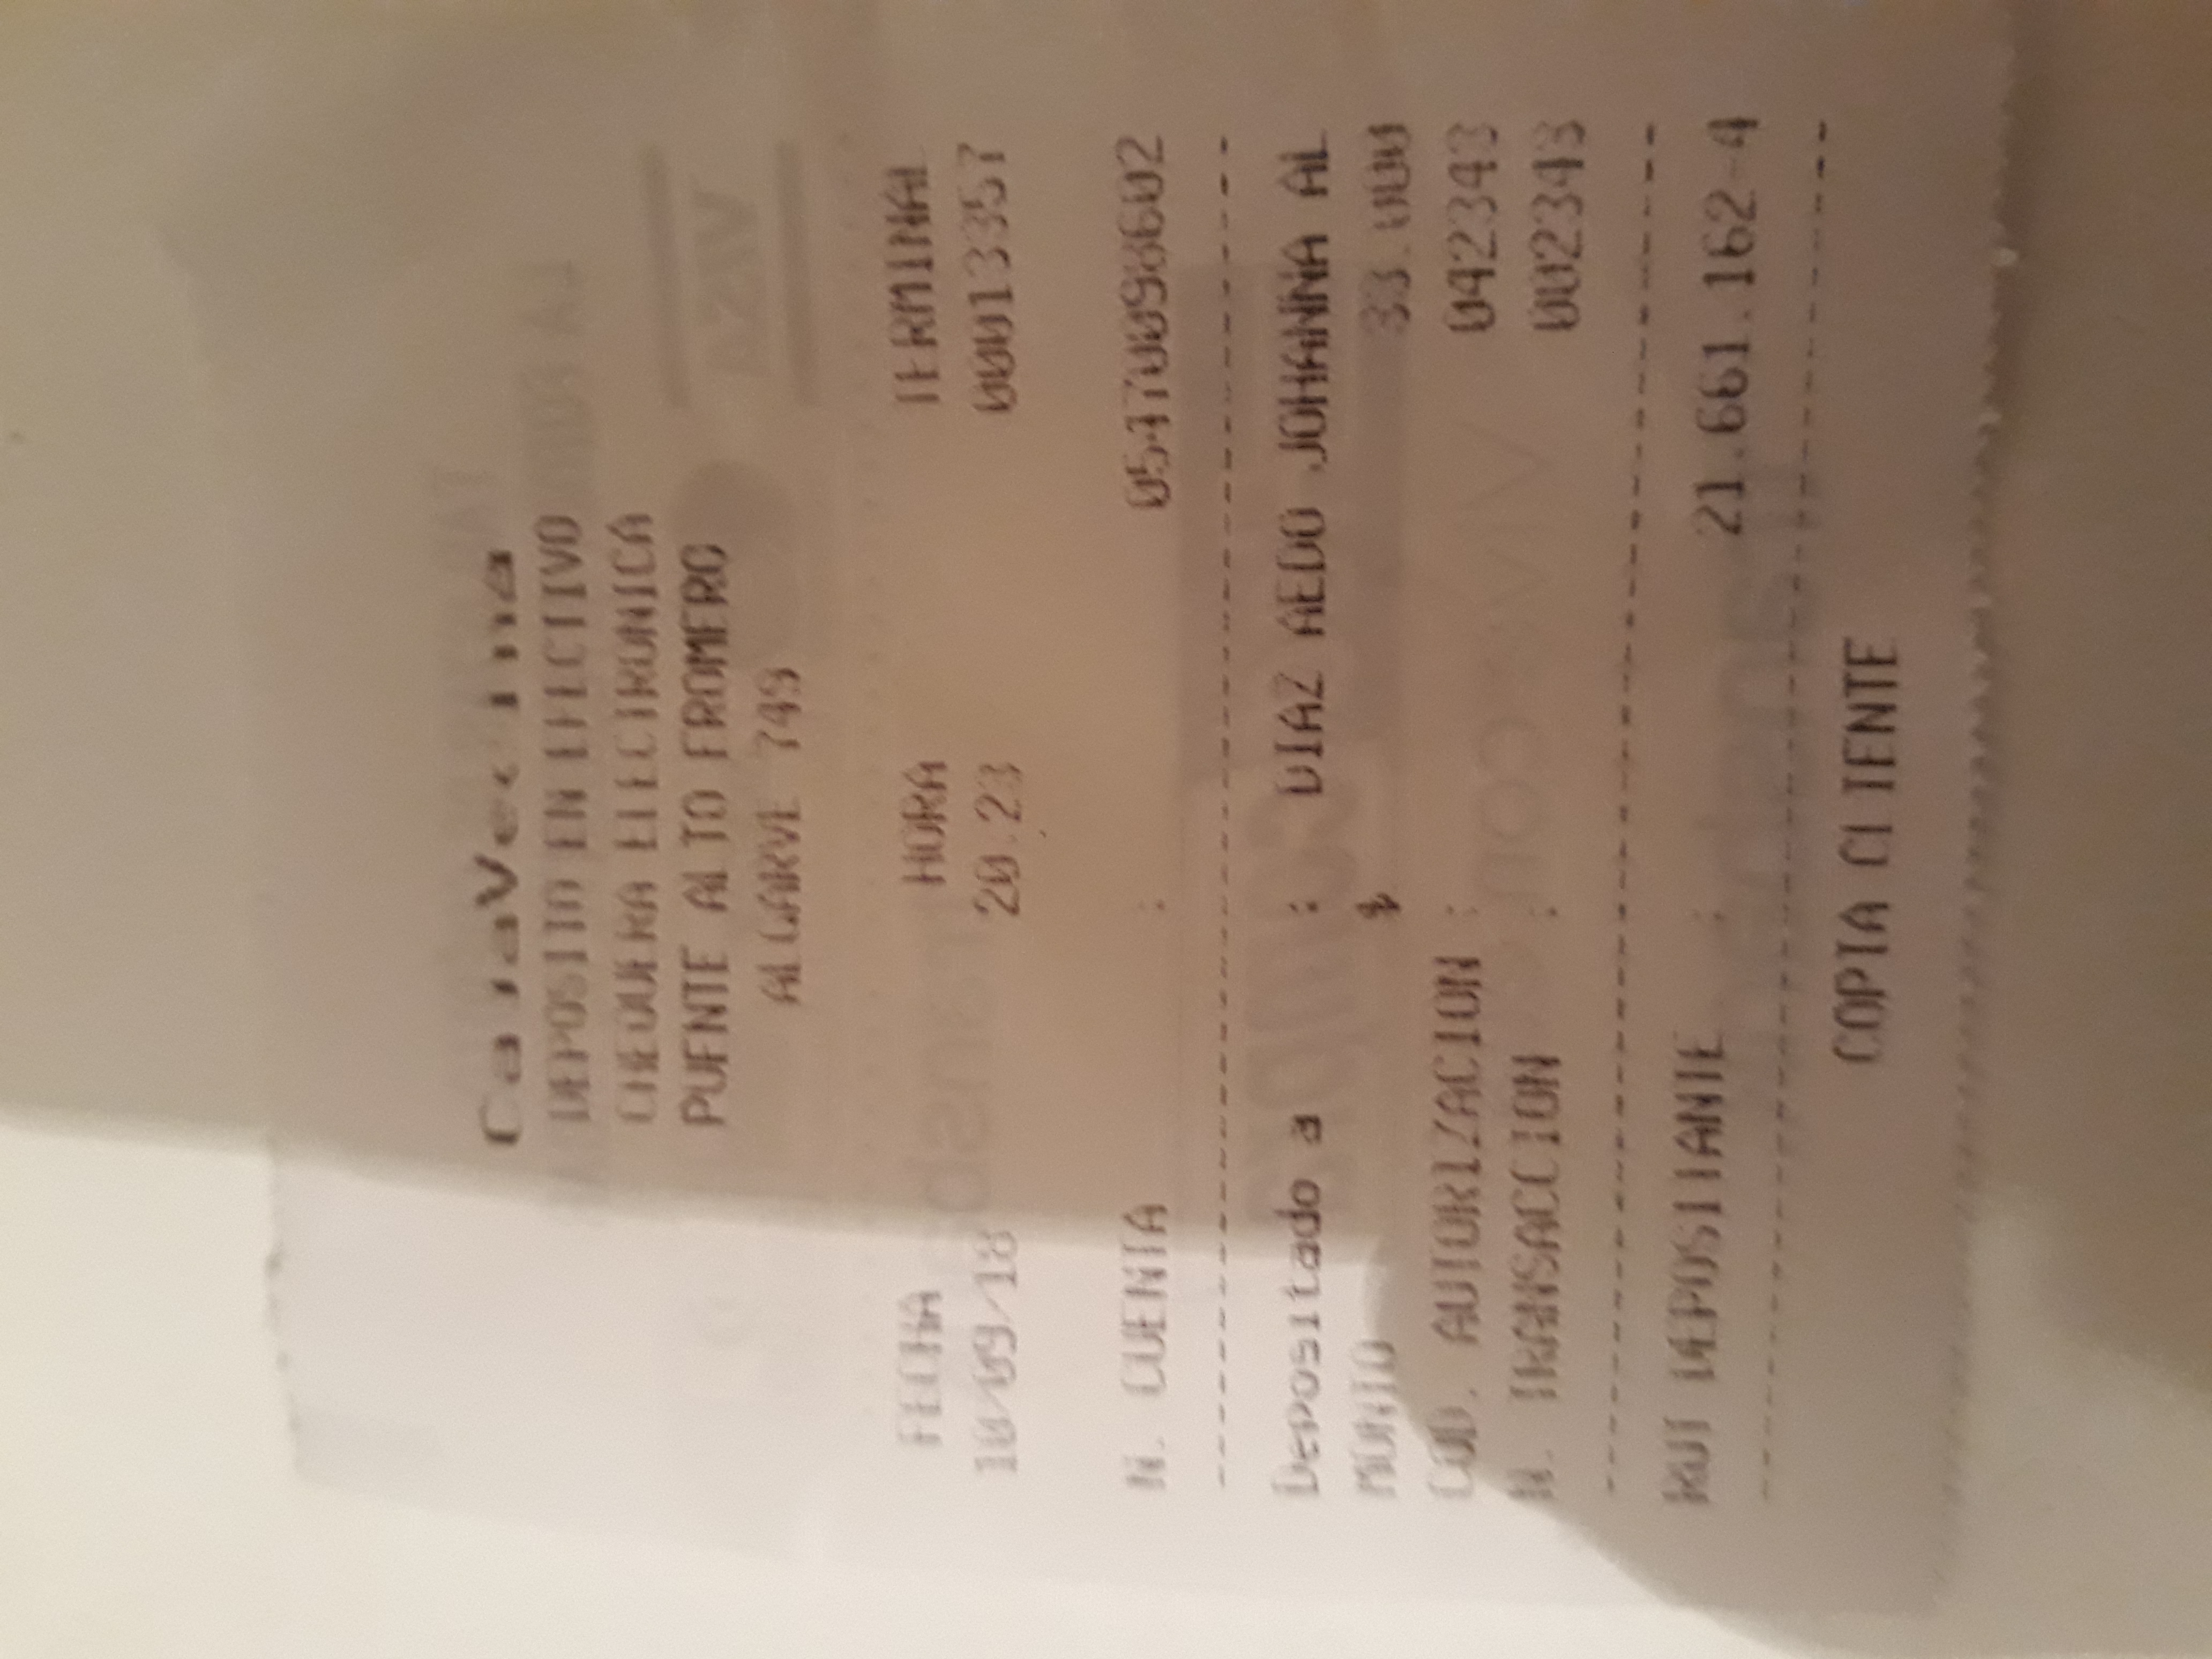 CajaVecina
DEPOSITO EN EFECTIVO
CHEQUERA ELECTRONICA
PUENTE ALTO EROMERO
ALGARVE 749
FECHA HORA TERMINAL
10/09/18 20:23 00013357
N. CUENTA : 05470098602
Depositado a : DIAZ AEDO JOHANNA AL
MONTO $ 33.000
COD. AUTORIZACION : 042343
N. TRANSACCION : 002343
RUT DEPOSITANTE : 21.661.162-4
COPIA CLIENTE